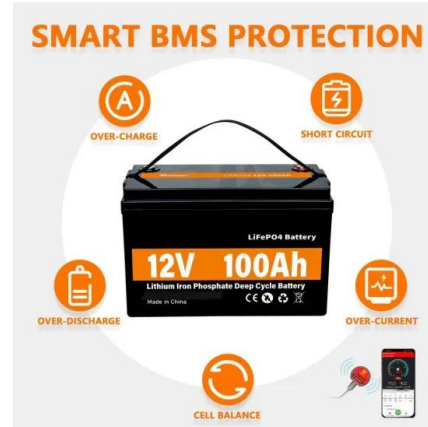 SMART BMS PROTECTION
A
OVER-CHARGE
SHORT CIRCUIT
LiFePO4 Battery
12V 100Ah
Lithium Iron Phosphate Deep Cycle Battery
Made in China
CE
OVER-DISCHARGE
OVER-CURRENT
CELL BALANCE